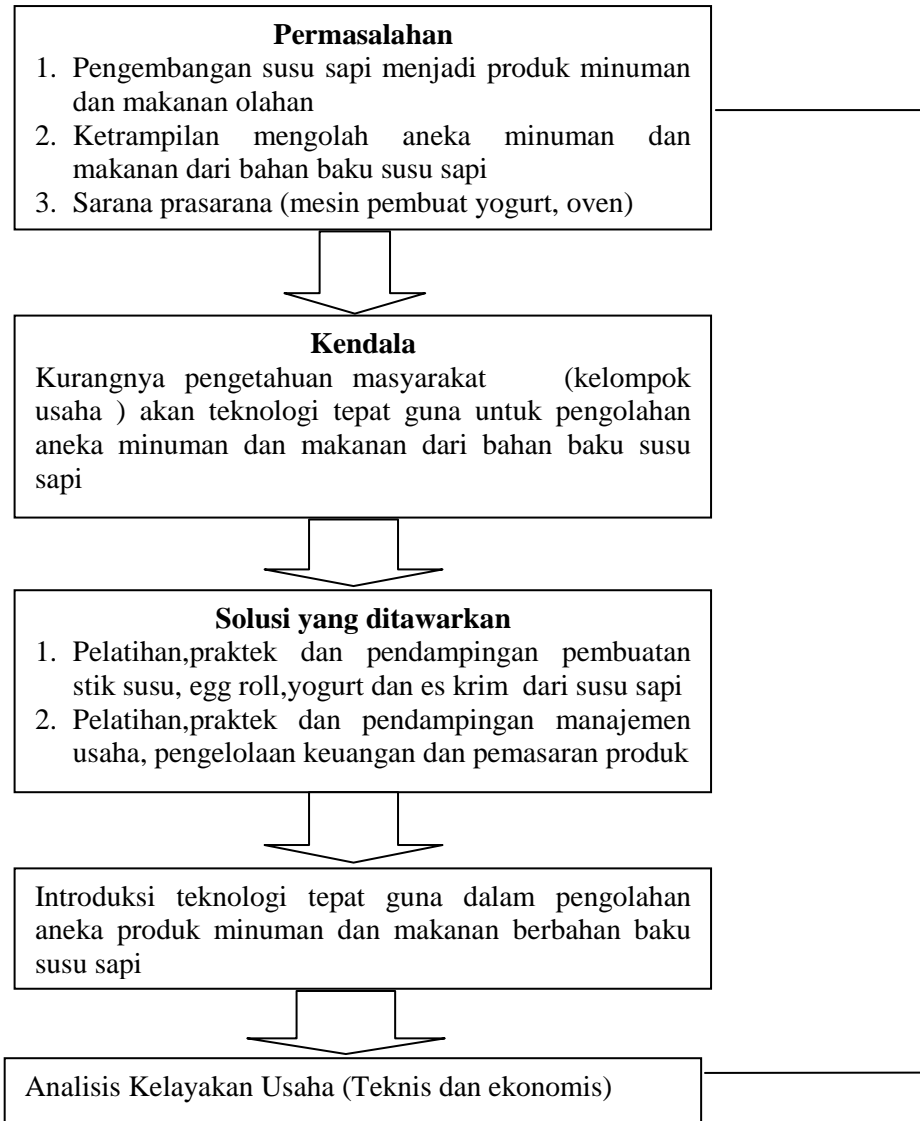 Permasalahan
1. Pengembangan susu sapi menjadi produk minuman
dan makanan olahan
2. Ketrampilan mengolah aneka minuman dan
makanan dari bahan baku susu sapi
3. Sarana prasarana (mesin pembuat yogurt, oven)
Kendala
Kurangnya pengetahuan masyarakat (kelompok
usaha ) akan teknologi tepat guna untuk pengolahan
aneka minuman dan makanan dari bahan baku susu
sapi
Solusi yang ditawarkan
1. Pelatihan,praktek dan pendampingan pembuatan
stik susu, egg roll,yogurt dan es krim dari susu sapi
2. Pelatihan,praktek dan pendampingan manajemen
usaha, pengelolaan keuangan dan pemasaran produk
Introduksi teknologi tepat guna dalam pengolahan
aneka produk minuman dan makanan berbahan baku
susu sapi
Analisis Kelayakan Usaha (Teknis dan ekonomis)